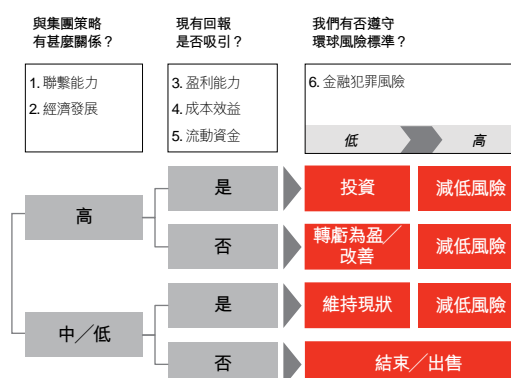 與集團策略
有甚麼關係？
現有回報
是否吸引？
我們有否遵守
環球風險標準？
1. 聯繫能力
2. 經濟發展
3. 盈利能力
4. 成本效益
5. 流動資金
6. 金融犯罪風險
低
高
高
是
投資
減低風險
否
轉虧為盈／
改善
減低風險
中／低
是
維持現狀
減低風險
否
結束／出售